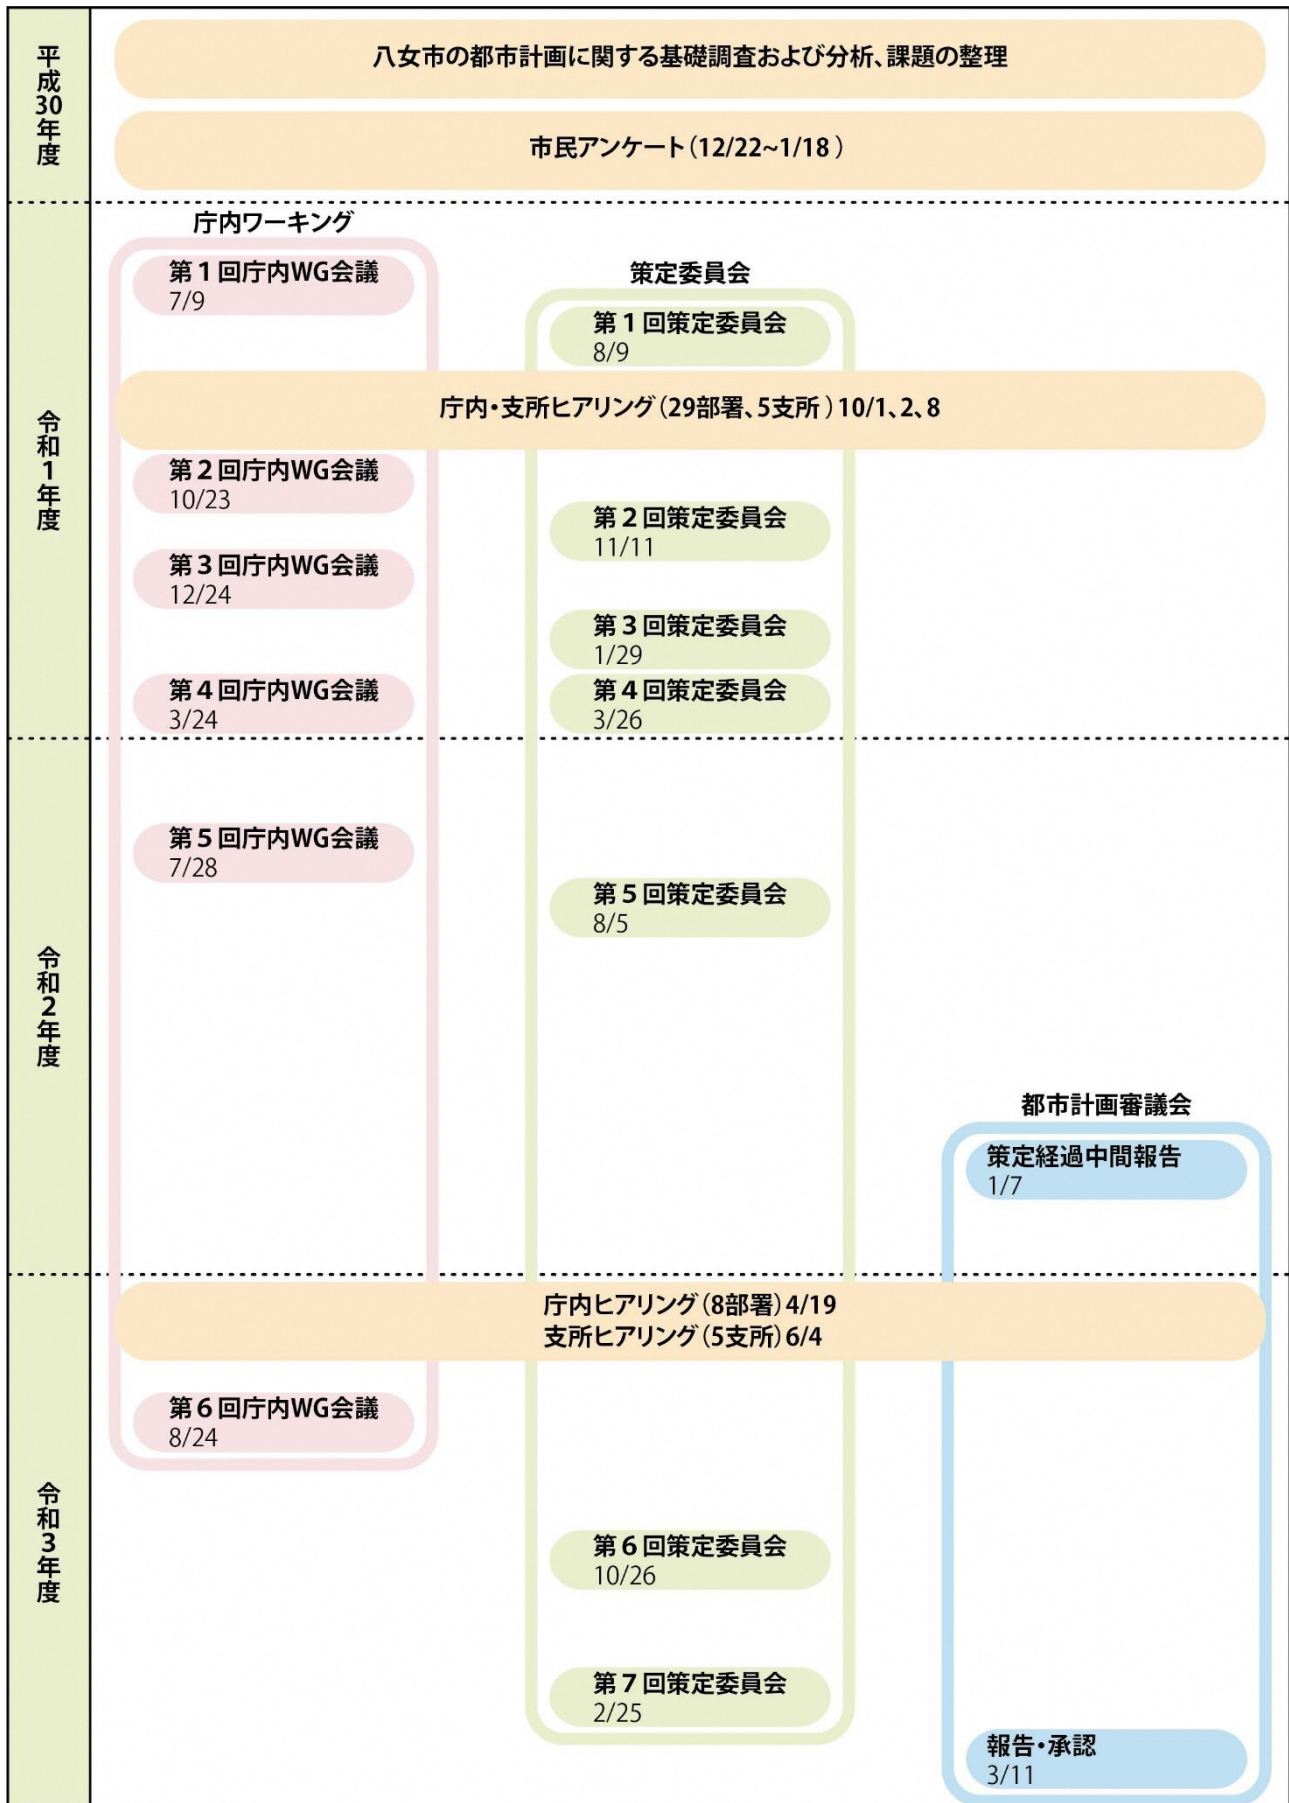 平成30年度
八女市の都市計画に関する基礎調査および分析、課題の整理
市民アンケート(12/22~1/18 )
令和1年度
庁内ワーキング
第1回庁内WG会議
7/9
策定委員会
第1回策定委員会
8/9
庁内・支所ヒアリング(29部署、5支所 )10/1、2、8
第2回庁内WG会議
10/23
第2回策定委員会
11/11
第3回庁内WG会議
12/24
第3回策定委員会
1/29
第4回庁内WG会議
3/24
第4回策定委員会
3/26
令和2年度
第5回庁内WG会議
7/28
第5回策定委員会
8/5
都市計画審議会
策定経過中間報告
1/7
令和3年度
庁内ヒアリング(8部署)4/19
支所ヒアリング(5支所)6/4
第6回庁内WG会議
8/24
第6回策定委員会
10/26
第7回策定委員会
2/25
報告・承認
3/11